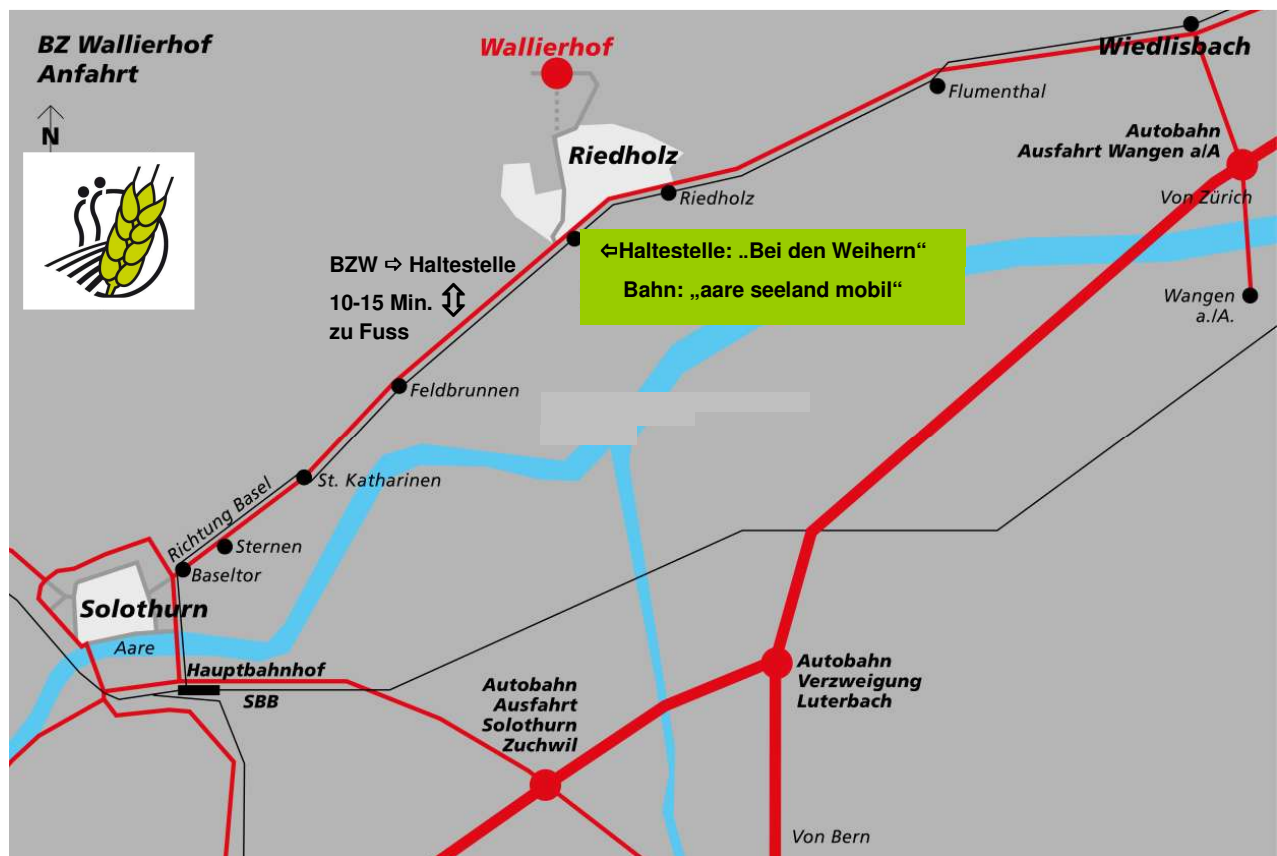 BZ Wallierhof
Anfahrt
N
Wallierhof
Wiedlisbach
Flumenthal
Autobahn
Ausfahrt Wangen a/A
Riedholz
Riedholz
Von Zürich
⇦Haltestelle: „Bei den Weihern“
Bahn: „aare seeland mobil“
BZW ⇨ Haltestelle
10-15 Min. ⇕
zu Fuss
Wangen
a./A.
Feldbrunnen
St. Katharinen
Richtung Basel
Sternen
Baseltor
Solothurn
Aare
Hauptbahnhof
SBB
Autobahn
Ausfahrt
Solothurn
Zuchwil
Autobahn
Verzweigung
Luterbach
Von Bern